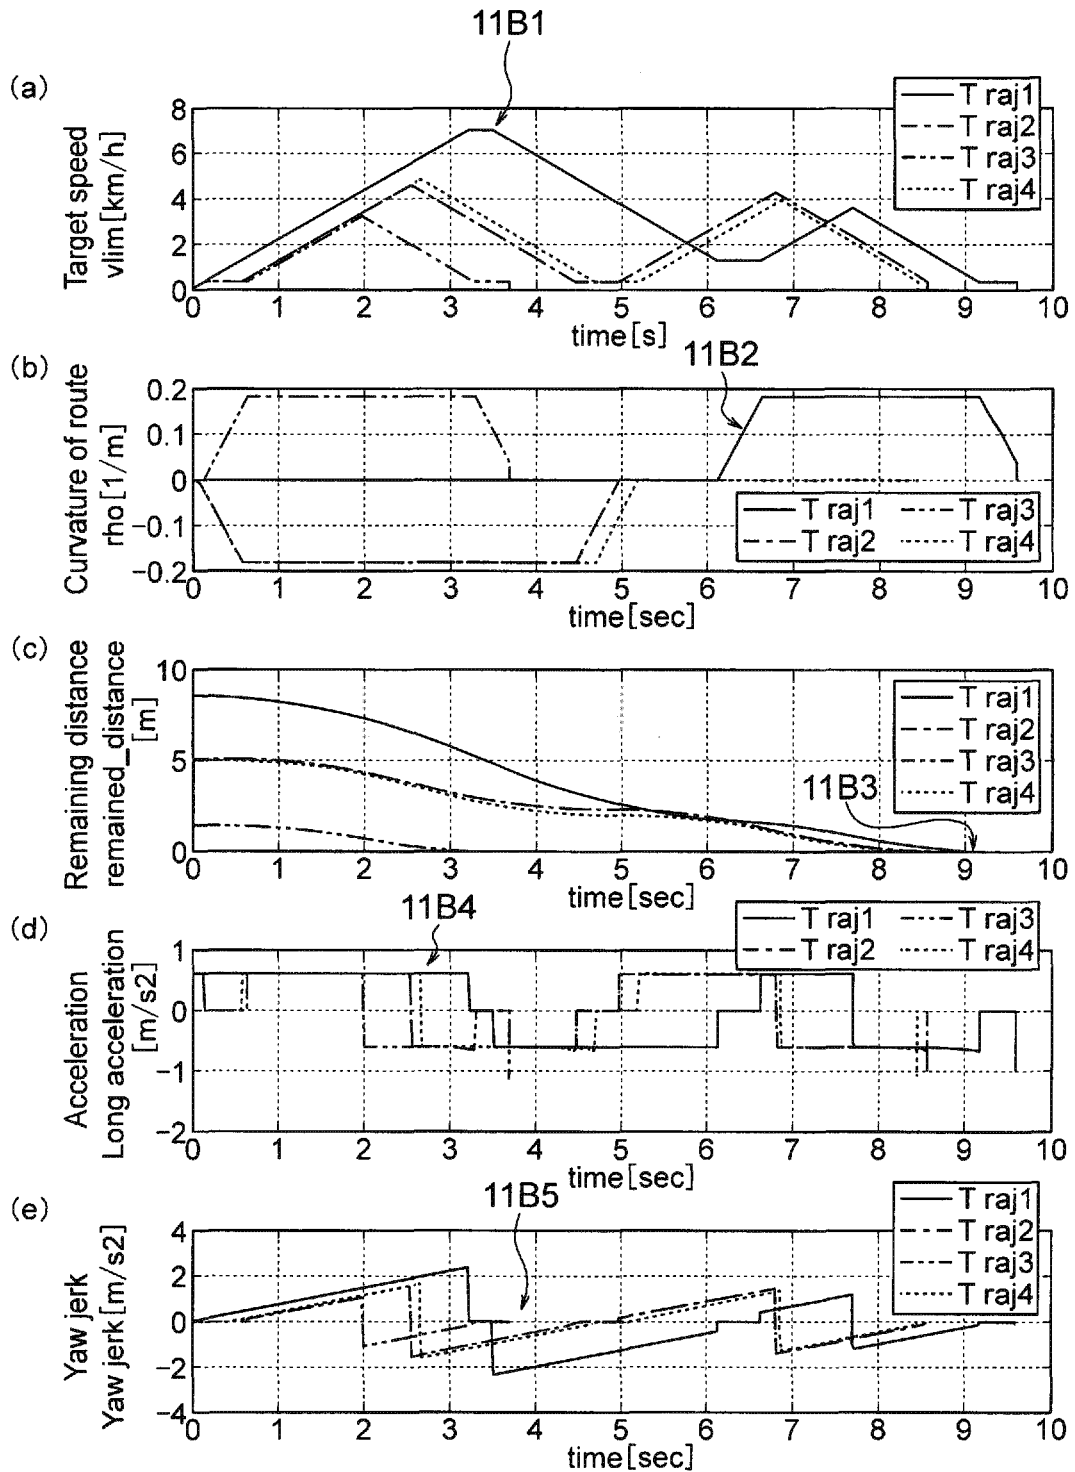 11B1
(a)
Target speed
vlim[km/h]
8
6
4
2
0
T raj1
T raj2
T raj3
T raj4
0 1 2 3 4 5 6 7 8 9 10
time[s]
11B2
(b)
Curvature of route
rho[1/m]
0.2
0.1
0
−0.1
−0.2
T raj1 T raj3
T raj2 T raj4
0 1 2 3 4 5 6 7 8 9 10
time[sec]
(c)
Remaining distance
remained_distance
[m]
10
5
0
T raj1
T raj2
T raj3
T raj4
11B3
0 1 2 3 4 5 6 7 8 9 10
time[sec]
11B4
(d)
Acceleration
Long acceleration
[m/s2]
1
0
−1
−2
T raj1 T raj3
T raj2 T raj4
0 1 2 3 4 5 6 7 8 9 10
time[sec]
11B5
(e)
Yaw jerk
Yaw jerk[m/s2]
4
2
0
−2
−4
T raj1
T raj2
T raj3
T raj4
0 1 2 3 4 5 6 7 8 9 10
time[sec]